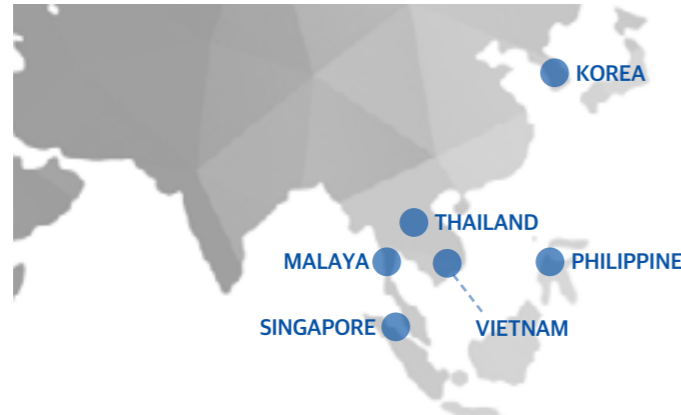 KOREA
THAILAND
MALAYA
PHILIPPINE
SINGAPORE
VIETNAM